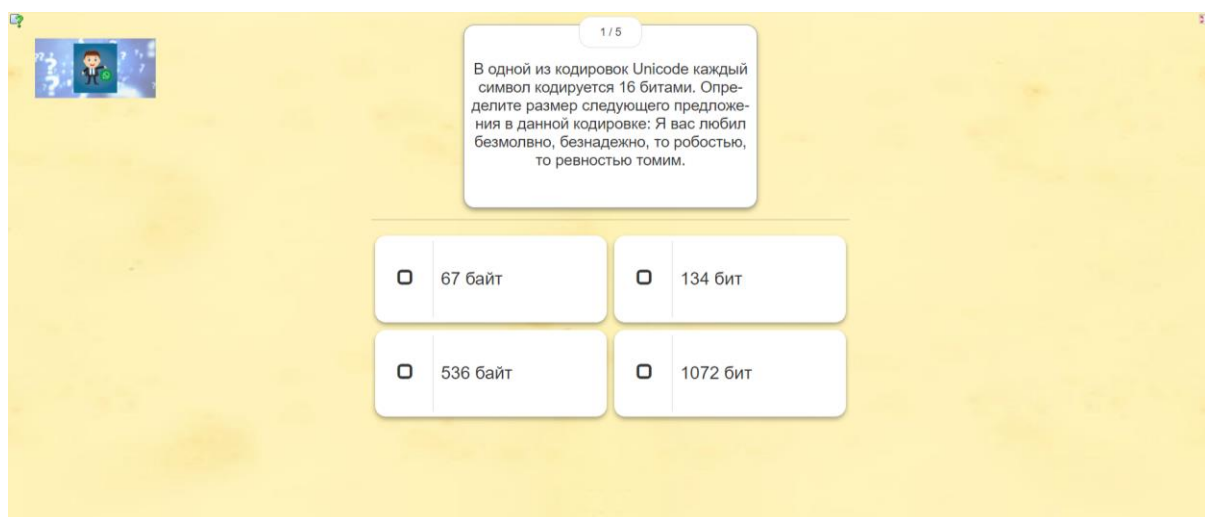 1 / 5
В одной из кодировок Unicode каждый
символ кодируется 16 битами. Опре-
делите размер следующего предложе-
ния в данной кодировке: Я вас любил
безмолвно, безнадежно, то робостью,
то ревностью томим.
67 байт
134 бит
536 байт
1072 бит